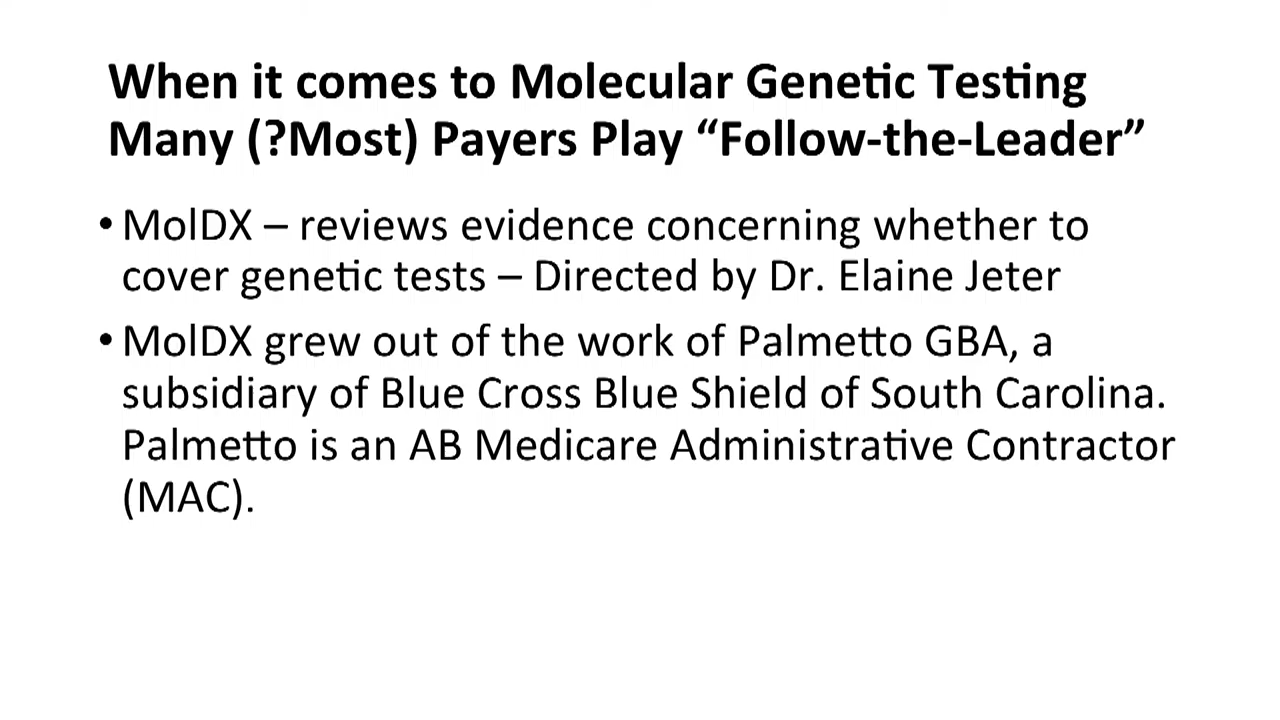 When it comes to Molecular Genetic Testing
Many (?Most) Payers Play “Follow-the-Leader”
• MolDX – reviews evidence concerning whether to
cover genetic tests – Directed by Dr. Elaine Jeter
• MolDX grew out of the work of Palmetto GBA, a
subsidiary of Blue Cross Blue Shield of South Carolina.
Palmetto is an AB Medicare Administrative Contractor
(MAC).